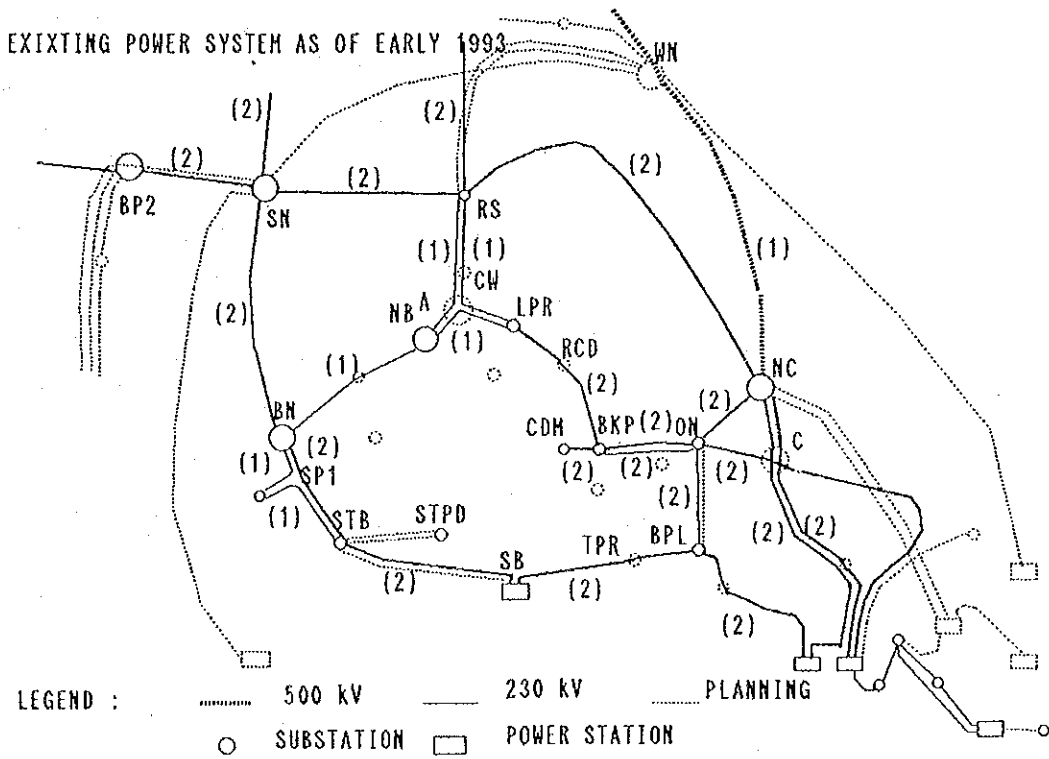 EXIXTING POWER SYSTEM AS OF EARLY 1993
WN
(2)
(2)
(2)
(2)
(2)
BP2
SN
RS
(1)
(1)
(1)
CW
(2)
A
NB
LPR
(1)
RCD
(1)
NC
(2)
(2)
BN
(2)
CDM
BKP
(2)
ON
C
(1)
(2)
(2)
(2)
SP1
(2)
(1)
STB
STPD
(2)
(2)
SB
TPR
BPL
(2)
(2)
(2)
LEGEND :
500 kV
230 kV
PLANNING
SUBSTATION
POWER STATION